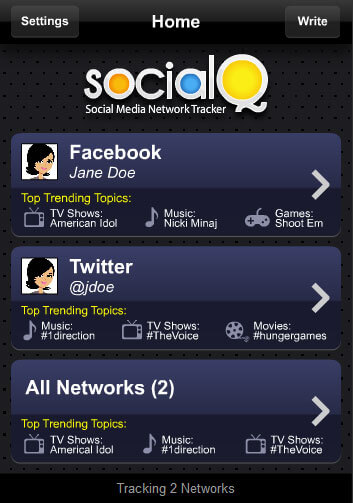 Settings Home Write
socialQ
Social Media Network Tracker
Facebook
Jane Doe
Top Trending Topics:
TV Shows: Music: Games:
American Idol Nicki Minaj Shoot Em
Twitter
@jdoe
Top Trending Topics:
Music: TV Shows: Movies:
#1direction #TheVoice #hungergames
All Networks (2)
Top Trending Topics:
TV Shows: Music: TV Shows:
Americal Idol #1direction #TheVoice
Tracking 2 Networks